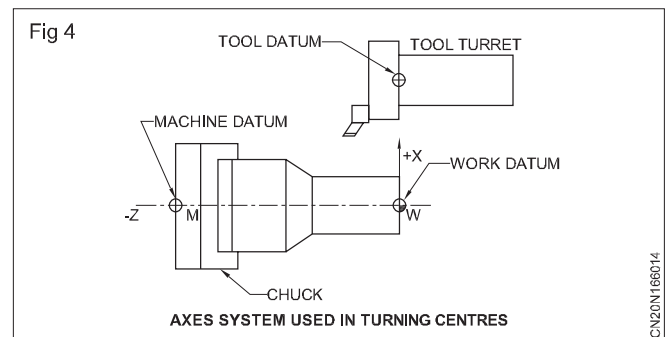 Fig 4
TOOL DATUM
TOOL TURRET
MACHINE DATUM
+X
WORK DATUM
-Z
M
W
CHUCK
AXES SYSTEM USED IN TURNING CENTRES
CN20N166014